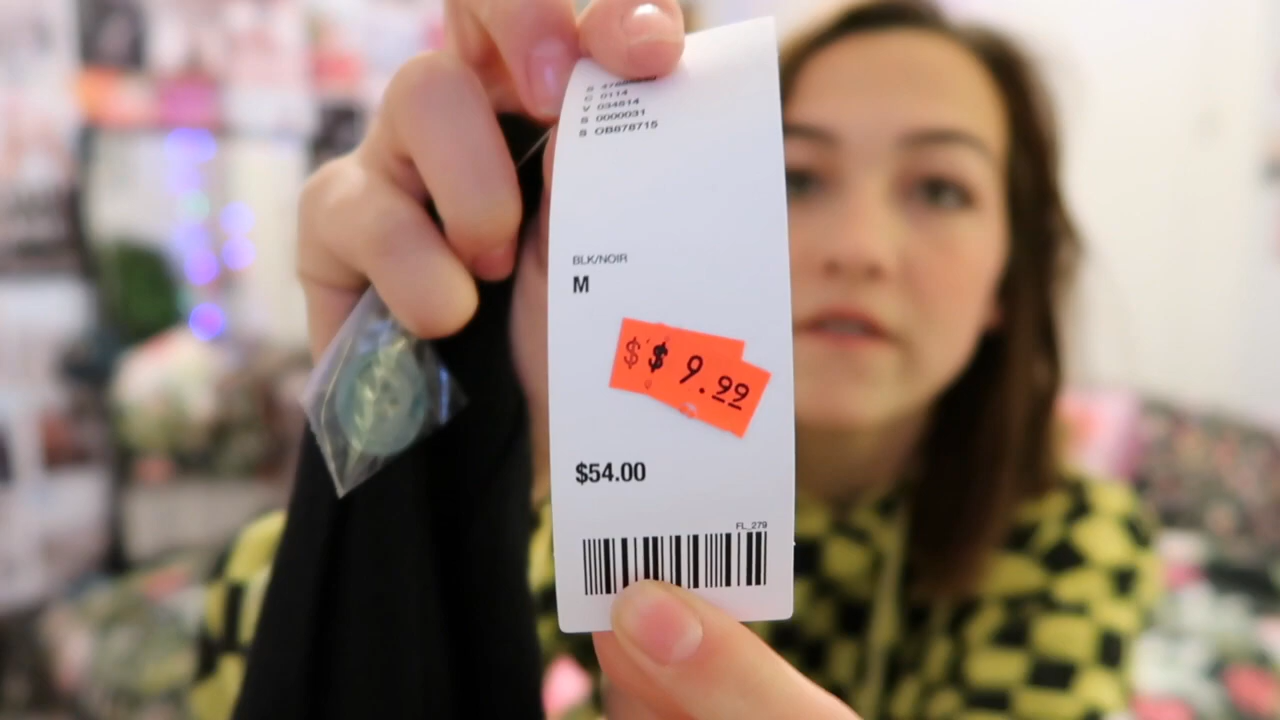 C 0114
V 034614
S 0000031
S OB878715
BLK/NOIR
M
$ $ 9.99
$54.00
FL_279